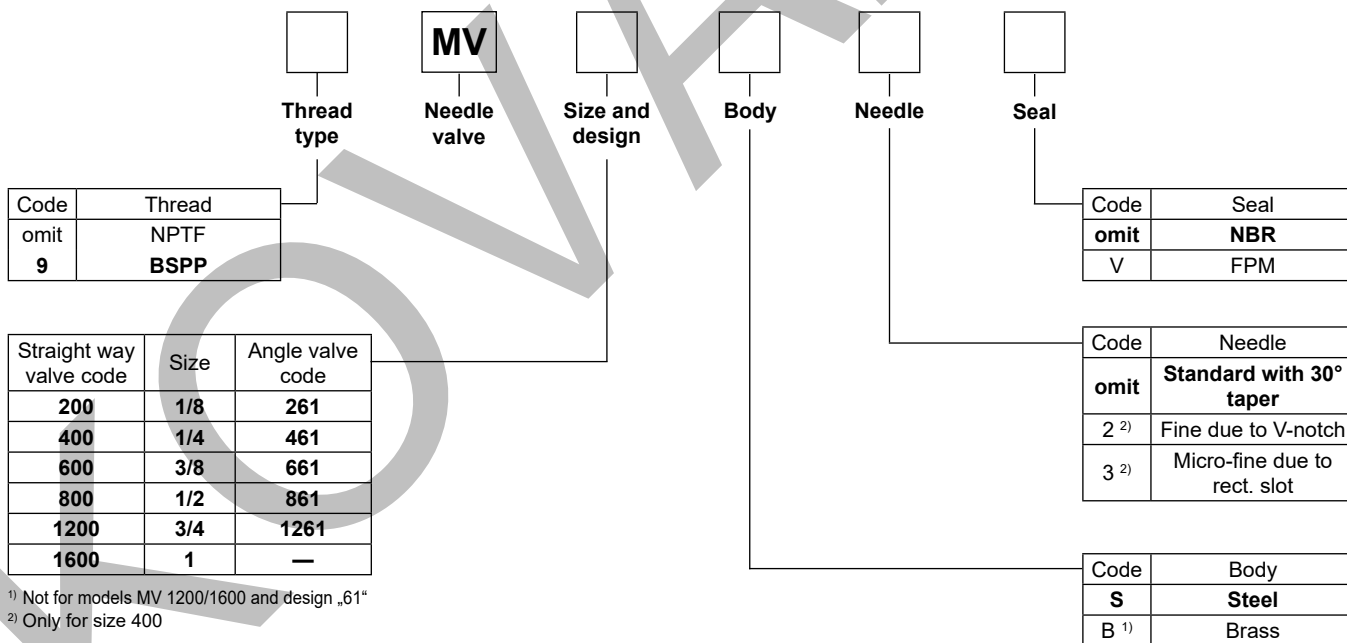 MV
Thread type
Needle valve
Size and design
Body
Needle
Seal
Code Thread
omit NPTF
9 BSPP
Straight way valve code Size Angle valve code
200 1/8 261
400 1/4 461
600 3/8 661
800 1/2 861
1200 3/4 1261
1600 1 —
1) Not for models MV 1200/1600 and design „61“
2) Only for size 400
Code Seal
omit NBR
V FPM
Code Needle
omit Standard with 30° taper
2 2) Fine due to V-notch
3 2) Micro-fine due to rect. slot
Code Body
S Steel
B 1) Brass